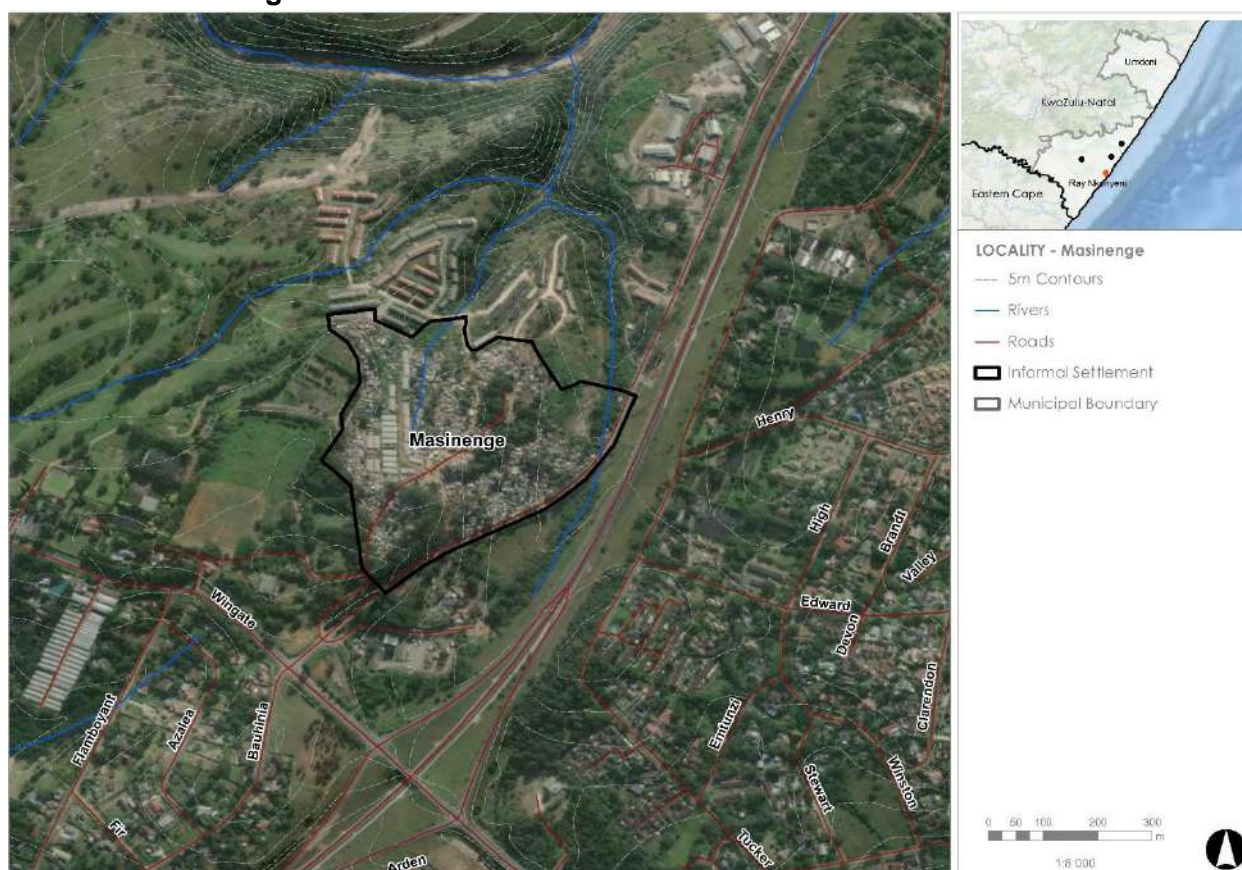 Masinenge
Henry
High
Brandt
Valley
Edward
Devon
Wingate
Clarendon
Flamboyant
Azalea
Bauhinia
Emtunzi
Stewart
Winston
Fir
Tucker
Arden
Umdoni
KwaZulu-Natal
Ray Nkonyeni
Eastern Cape
LOCALITY - Masinenge
5m Contours
Rivers
Roads
Informal Settlement
Municipal Boundary
0 50 100 200 300
m
1:8 000